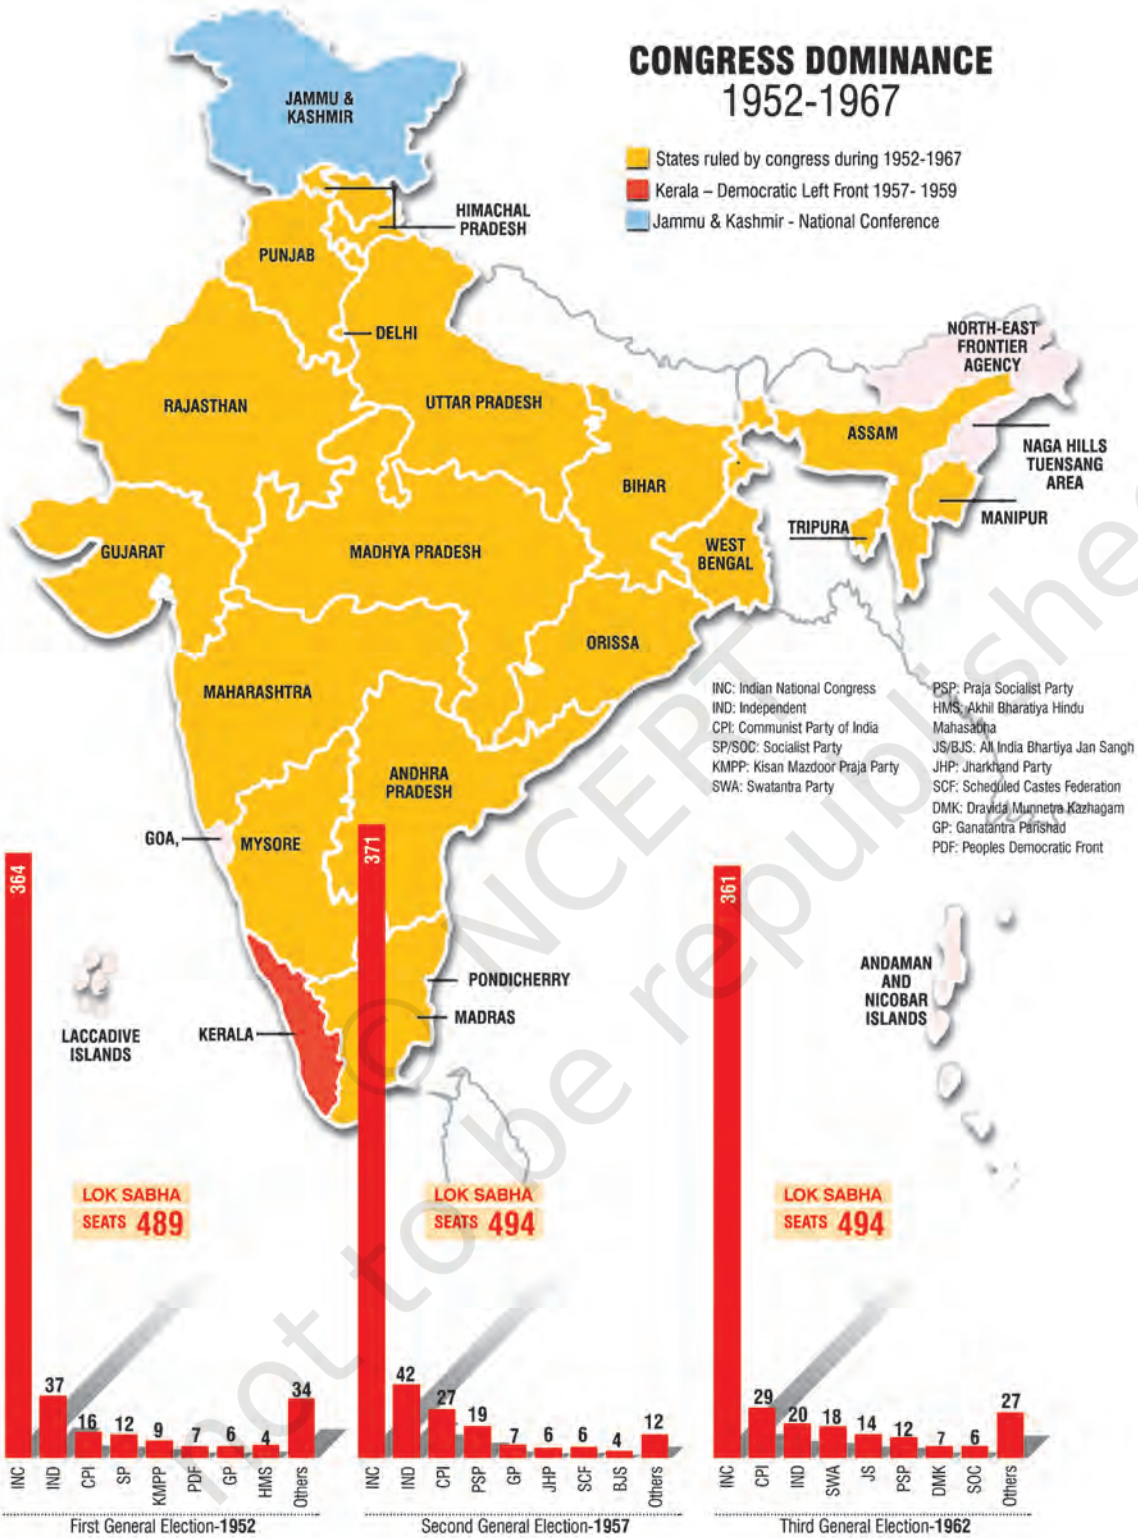 CONGRESS DOMINANCE
1952-1967
States ruled by congress during 1952-1967
Kerala – Democratic Left Front 1957- 1959
Jammu & Kashmir - National Conference
JAMMU &
KASHMIR
HIMACHAL
PRADESH
PUNJAB
DELHI
NORTH-EAST
FRONTIER
AGENCY
RAJASTHAN
UTTAR PRADESH
ASSAM
NAGA HILLS
TUENSANG
AREA
BIHAR
MANIPUR
TRIPURA
GUJARAT
MADHYA PRADESH
WEST
BENGAL
ORISSA
MAHARASHTRA
INC: Indian National Congress
IND: Independent
CPI: Communist Party of India
SP/SOC: Socialist Party
KMPP: Kisan Mazdoor Praja Party
SWA: Swatantra Party
PSP: Praja Socialist Party
HMS: Akhil Bharatiya Hindu
Mahasabha
JS/BJS: All India Bhartiya Jan Sangh
JHP: Jharkhand Party
SCF: Scheduled Castes Federation
DMK: Dravida Munnetra Kazhagam
GP: Ganatantra Parishad
PDF: Peoples Democratic Front
ANDHRA
PRADESH
GOA,
MYSORE
PONDICHERRY
MADRAS
KERALA
LACCADIVE
ISLANDS
ANDAMAN
AND
NICOBAR
ISLANDS
© NCERT
not to be republishe
LOK SABHA
SEATS 489
364
37
16
12
9
7
6
4
34
INC
IND
CPI
SP
KMPP
PDF
GP
HMS
Others
First General Election-1952
LOK SABHA
SEATS 494
371
42
27
19
7
6
6
4
12
INC
IND
CPI
PSP
GP
JHP
SCF
BJS
Others
Second General Election-1957
LOK SABHA
SEATS 494
361
29
20
18
14
12
7
6
27
INC
CPI
IND
SWA
JS
PSP
DMK
SOC
Others
Third General Election-1962